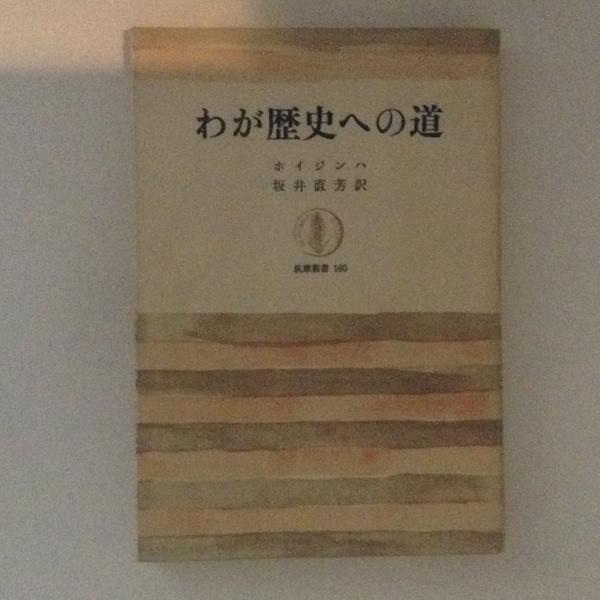 わが歴史への道
ホイジンハ
坂井直芳訳
筑摩叢書 160